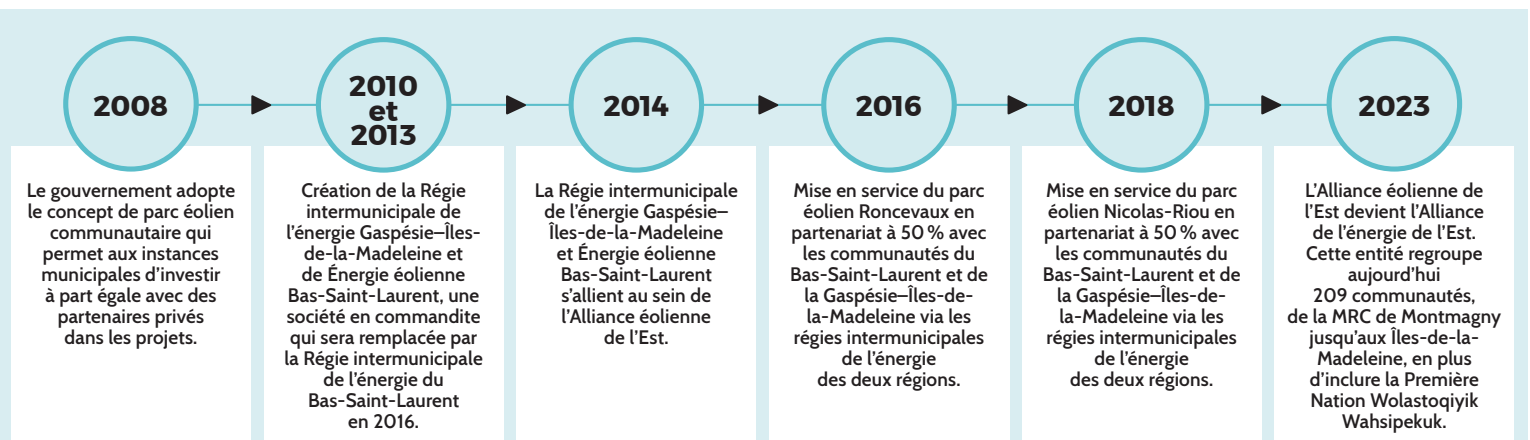 2008
Le gouvernement adopte
le concept de parc éolien
communautaire qui
permet aux instances
municipales d’investir
à part égale avec des
partenaires privés
dans les projets.
2010
et
2013
Création de la Régie
intermunicipale de
l’énergie Gaspésie–Îles-
de-la-Madeleine et
de Énergie éolienne
Bas-Saint-Laurent, une
société en commandite
qui sera remplacée par
la Régie intermunicipale
de l’énergie du
Bas-Saint-Laurent
en 2016.
2014
La Régie intermunicipale
de l’énergie Gaspésie–
Îles-de-la-Madeleine
et Énergie éolienne
Bas-Saint-Laurent
s’allient au sein de
l’Alliance éolienne
de l’Est.
2016
Mise en service du parc
éolien Roncevaux en
partenariat à 50 % avec
les communautés du
Bas-Saint-Laurent et de
la Gaspésie–Îles-de-
la-Madeleine via les
régies intermunicipales
de l’énergie
des deux régions.
2018
Mise en service du parc
éolien Nicolas-Riou en
partenariat à 50 % avec
les communautés du
Bas-Saint-Laurent et de
la Gaspésie–Îles-de-
la-Madeleine via les
régies intermunicipales
de l’énergie
des deux régions.
2023
L’Alliance éolienne de
l’Est devient l’Alliance
de l’énergie de l’Est.
Cette entité regroupe
aujourd’hui
209 communautés,
de la MRC de Montmagny
jusqu’aux Îles-de-la-
Madeleine, en plus
d’inclure la Première
Nation Wolastoqiyik
Wahsipekuk.